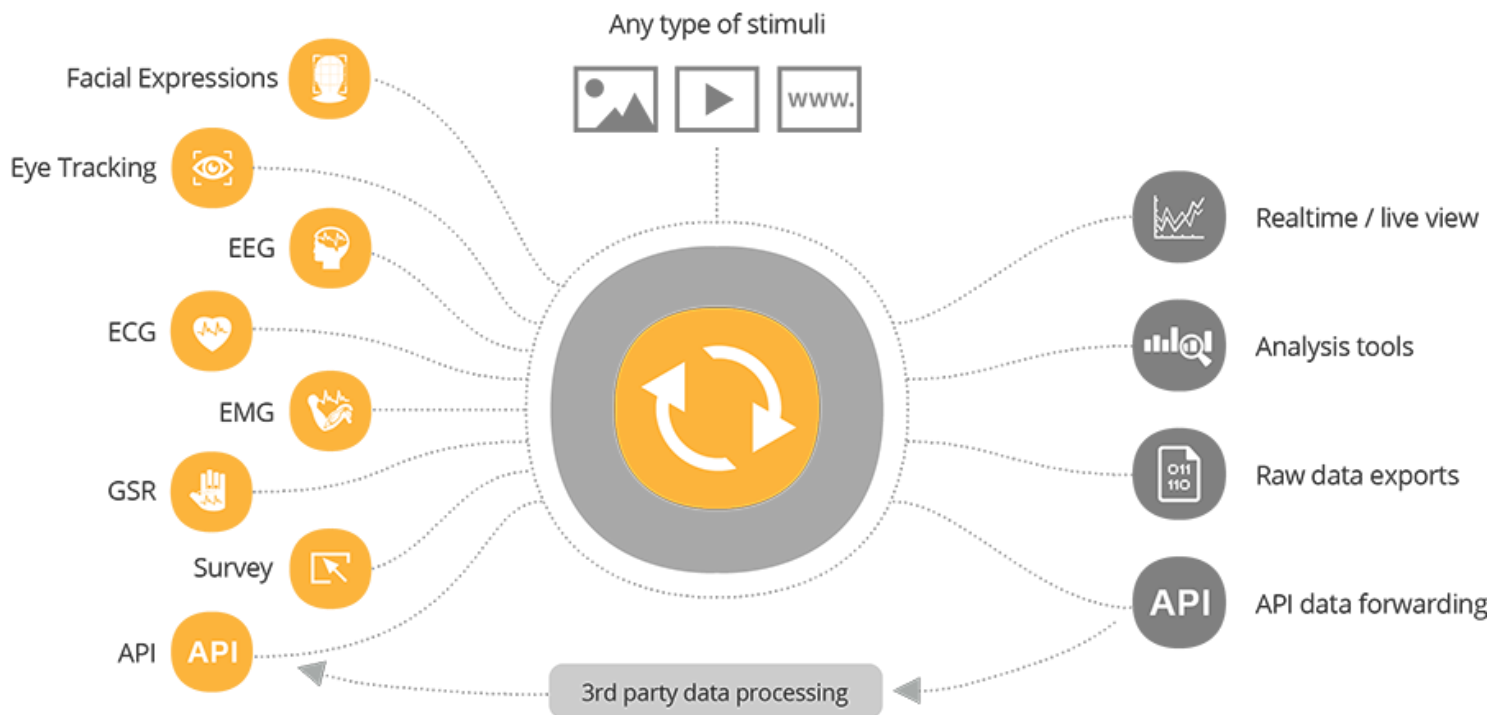 Any type of stimuli
www.
Facial Expressions
Eye Tracking
EEG
ECG
EMG
GSR
Survey
API
API
Realtime / live view
Analysis tools
Raw data exports
011
110
API
API data forwarding
3rd party data processing